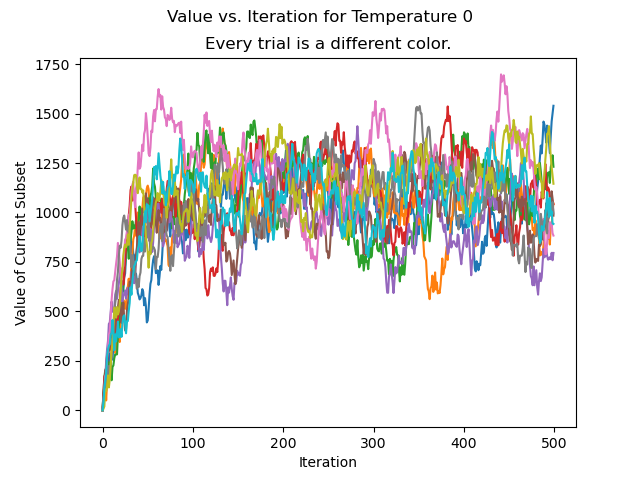 Value vs. Iteration for Temperature 0
Every trial is a different color.
1750
1500
1250
1000
750
500
250
0
Value of Current Subset
0 100 200 300 400 500
Iteration